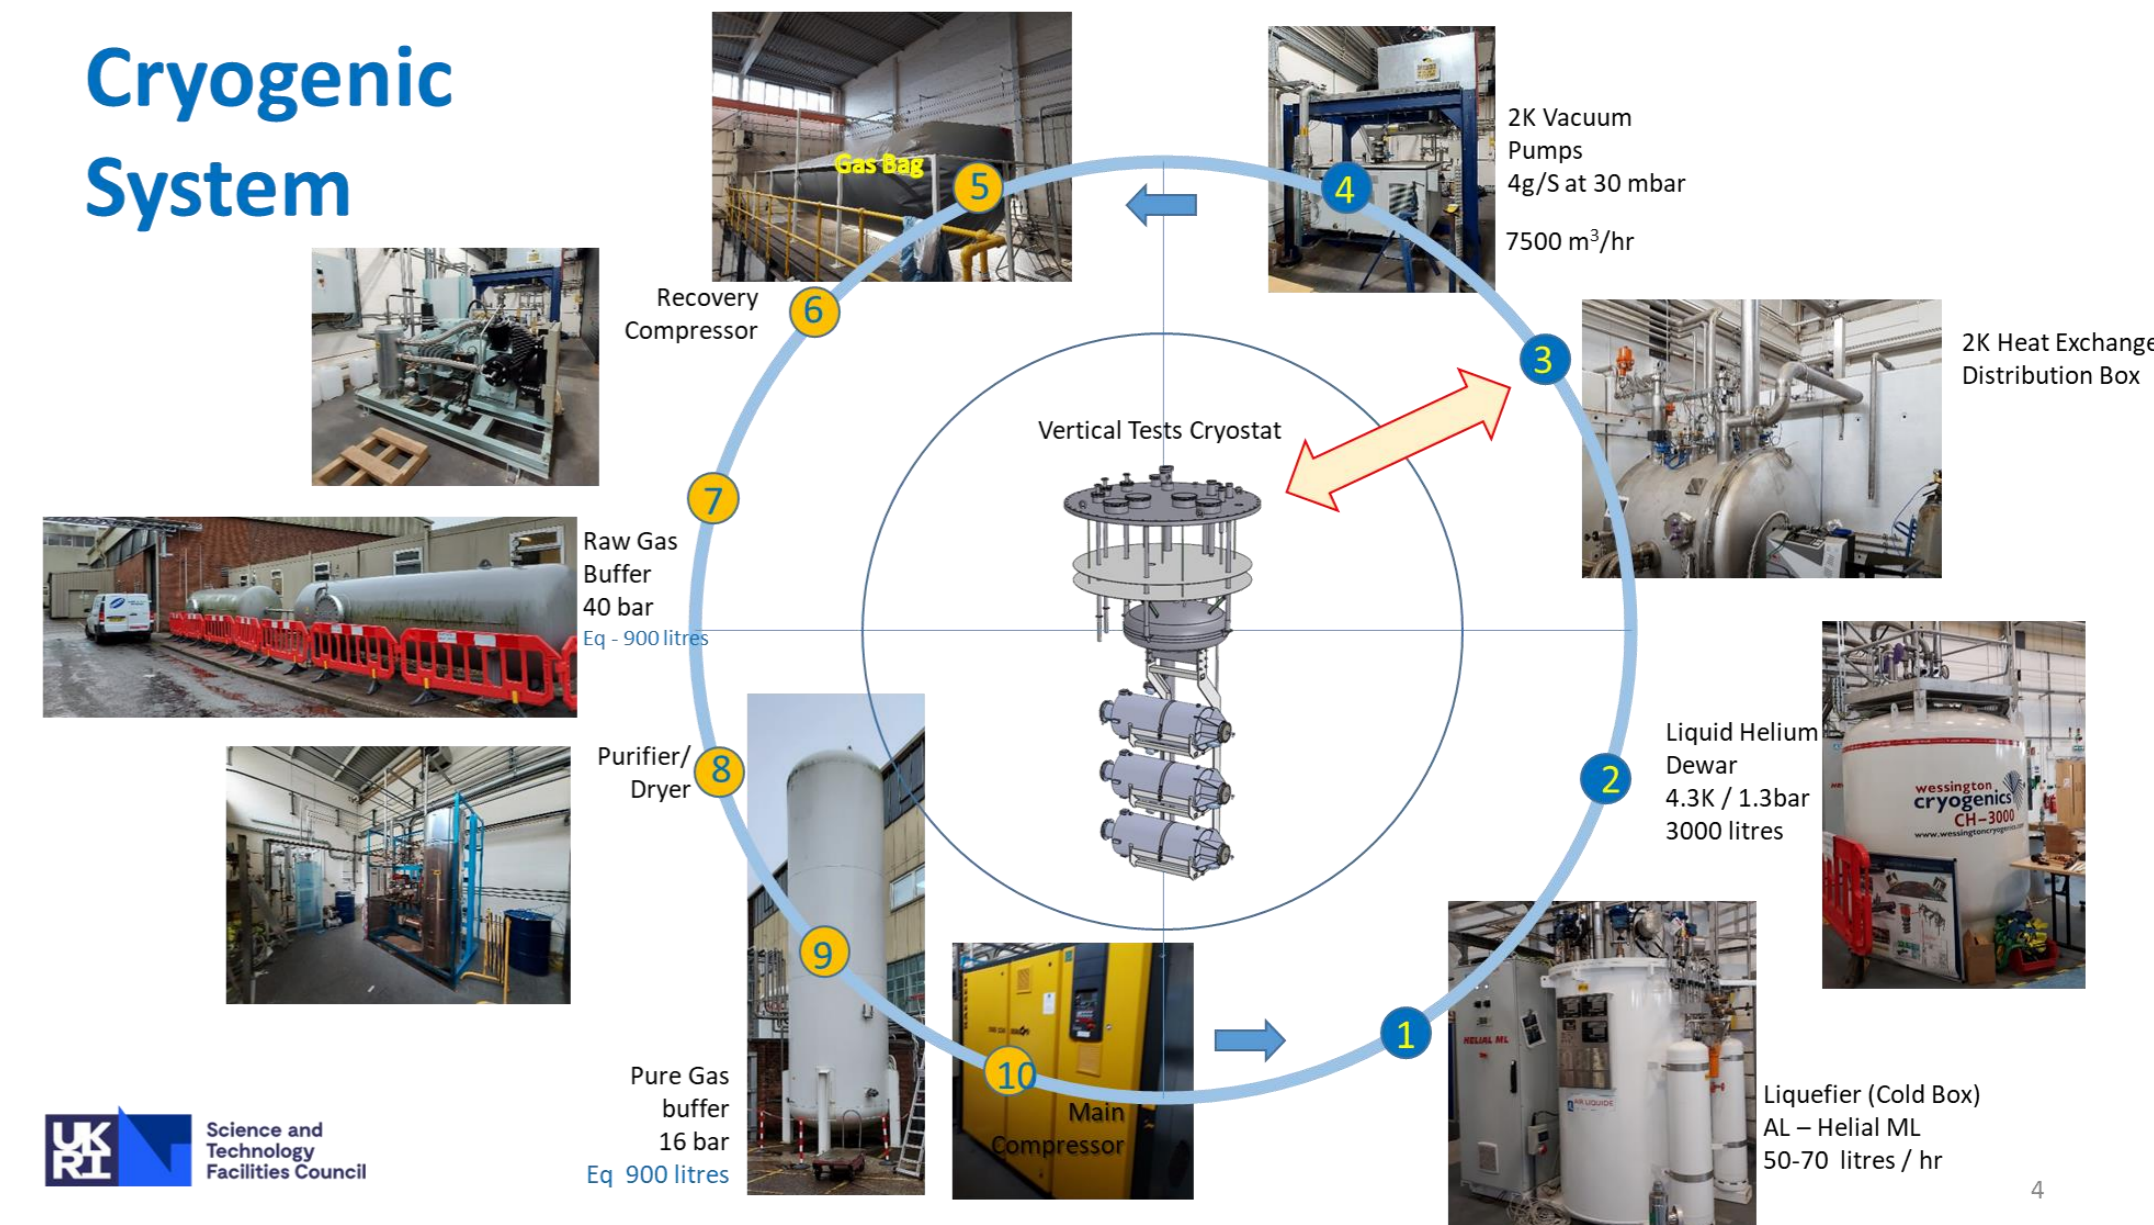 Cryogenic
System
Gas Bag
5
4
2K Vacuum
Pumps
4g/S at 30 mbar
7500 m³/hr
Recovery
Compressor
6
3
2K Heat Exchange
Distribution Box
Vertical Tests Cryostat
7
Raw Gas
Buffer
40 bar
Eq - 900 litres
Purifier/
Dryer
8
2
Liquid Helium
Dewar
4.3K / 1.3bar
3000 litres
wessington
cryogenics
CH-3000
www.wessingtoncryogenics.com
9
10
KAESER
Main
Compressor
1
HELIAL ML
AIR LIQUIDE
Pure Gas
buffer
16 bar
Eq 900 litres
Liquefier (Cold Box)
AL – Helial ML
50-70 litres / hr
UK
RI
Science and
Technology
Facilities Council
4